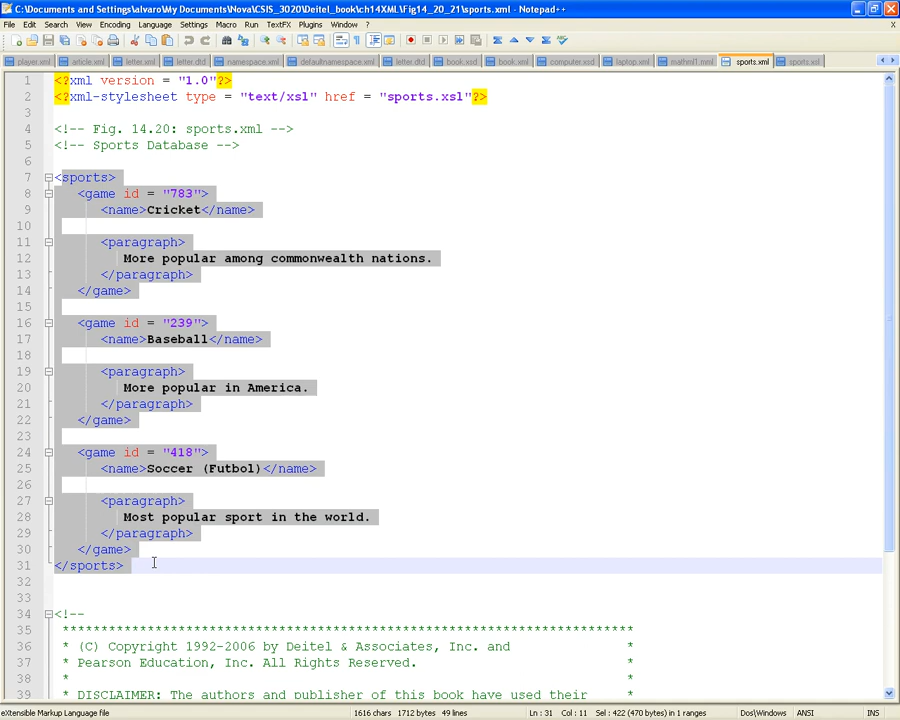 C:\Documents and Settings\alvaro\My Documents\Nova\CSIS_3020\Deitel_book\ch14XML\Fig14_20_21\sports.xml - Notepad++
File Edit Search View Encoding Language Settings Macro Run TextFX Plugins Window ?
player.xml article.xml letter.xml letter.dtd namespace.xml defaultnamespace.xml letter.dtd book.xsd book.xml computer.xsd laptop.xml mathml1.mml sports.xml sports.xsl
1 <?xml version = "1.0"?>
2 <?xml-stylesheet type = "text/xsl" href = "sports.xsl"?>
3
4 <!-- Fig. 14.20: sports.xml -->
5 <!-- Sports Database -->
6
7 <sports>
8 <game id = "783">
9 <name>Cricket</name>
10
11 <paragraph>
12 More popular among commonwealth nations.
13 </paragraph>
14 </game>
15
16 <game id = "239">
17 <name>Baseball</name>
18
19 <paragraph>
20 More popular in America.
21 </paragraph>
22 </game>
23
24 <game id = "418">
25 <name>Soccer (Futbol)</name>
26
27 <paragraph>
28 Most popular sport in the world.
29 </paragraph>
30 </game>
31 </sports>
32
33
34 <!--
35 **************************************************************************
36 * (C) Copyright 1992-2006 by Deitel & Associates, Inc. and *
37 * Pearson Education, Inc. All Rights Reserved. *
38 * *
39 * DISCLAIMER: The authors and publisher of this book have used their *
eXtensible Markup Language file 1616 chars 1712 bytes 49 lines Ln : 31 Col : 11 Sel : 422 (470 bytes) in 1 ranges Dos\Windows ANSI INS